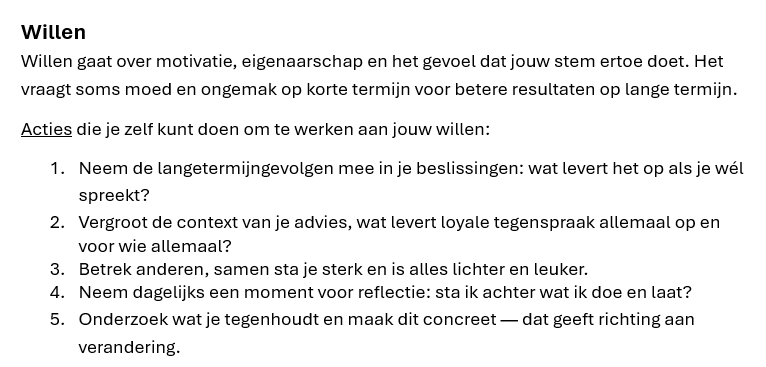 Willen
Willen gaat over motivatie, eigenaarschap en het gevoel dat jouw stem ertoe doet. Het
vraagt soms moed en ongemak op korte termijn voor betere resultaten op lange termijn.
Acties die je zelf kunt doen om te werken aan jouw willen:
1. Neem de langetermijngevolgen mee in je beslissingen: wat levert het op als je wél
spreekt?
2. Vergroot de context van je advies, wat levert loyale tegenspraak allemaal op en
voor wie allemaal?
3. Betrek anderen, samen sta je sterk en is alles lichter en leuker.
4. Neem dagelijks een moment voor reflectie: sta ik achter wat ik doe en laat?
5. Onderzoek wat je tegenhoudt en maak dit concreet — dat geeft richting aan
verandering.